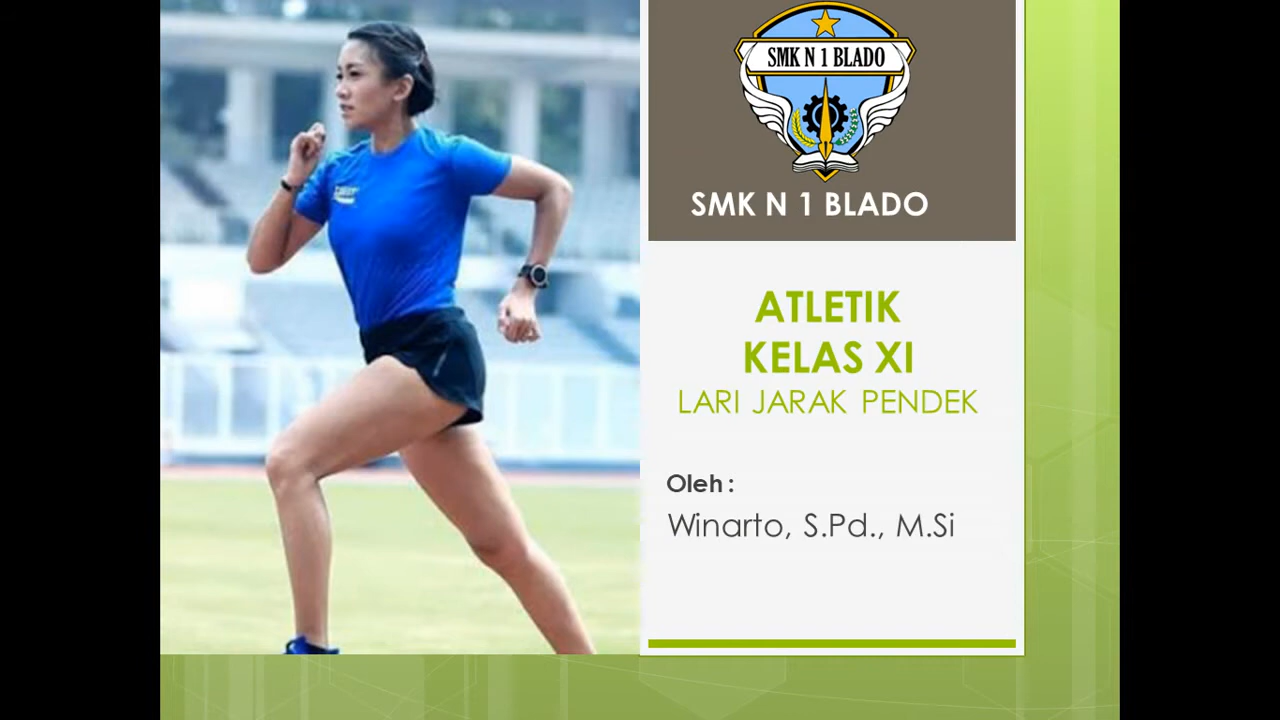 SMK N 1 BLADO
SMK N 1 BLADO
ATLETIK
KELAS XI
LARI JARAK PENDEK
Oleh :
Winarto, S.Pd., M.Si